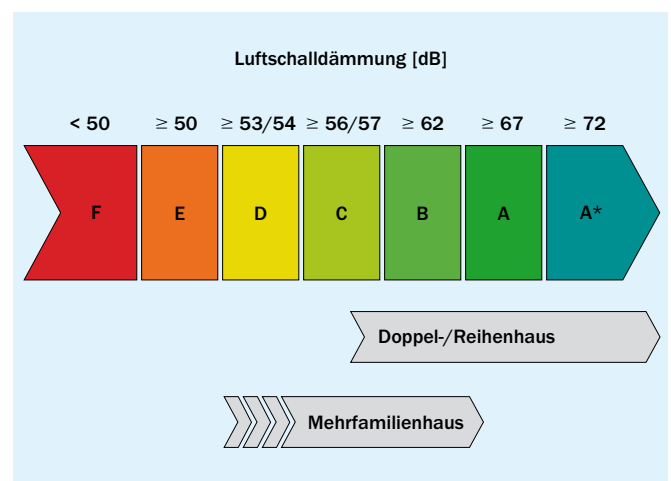 Luftschalldämmung [dB]
< 50 ≥ 50 ≥ 53/54 ≥ 56/57 ≥ 62 ≥ 67 ≥ 72
F E D C B A A*
Doppel-/Reihenhaus
Mehrfamilienhaus